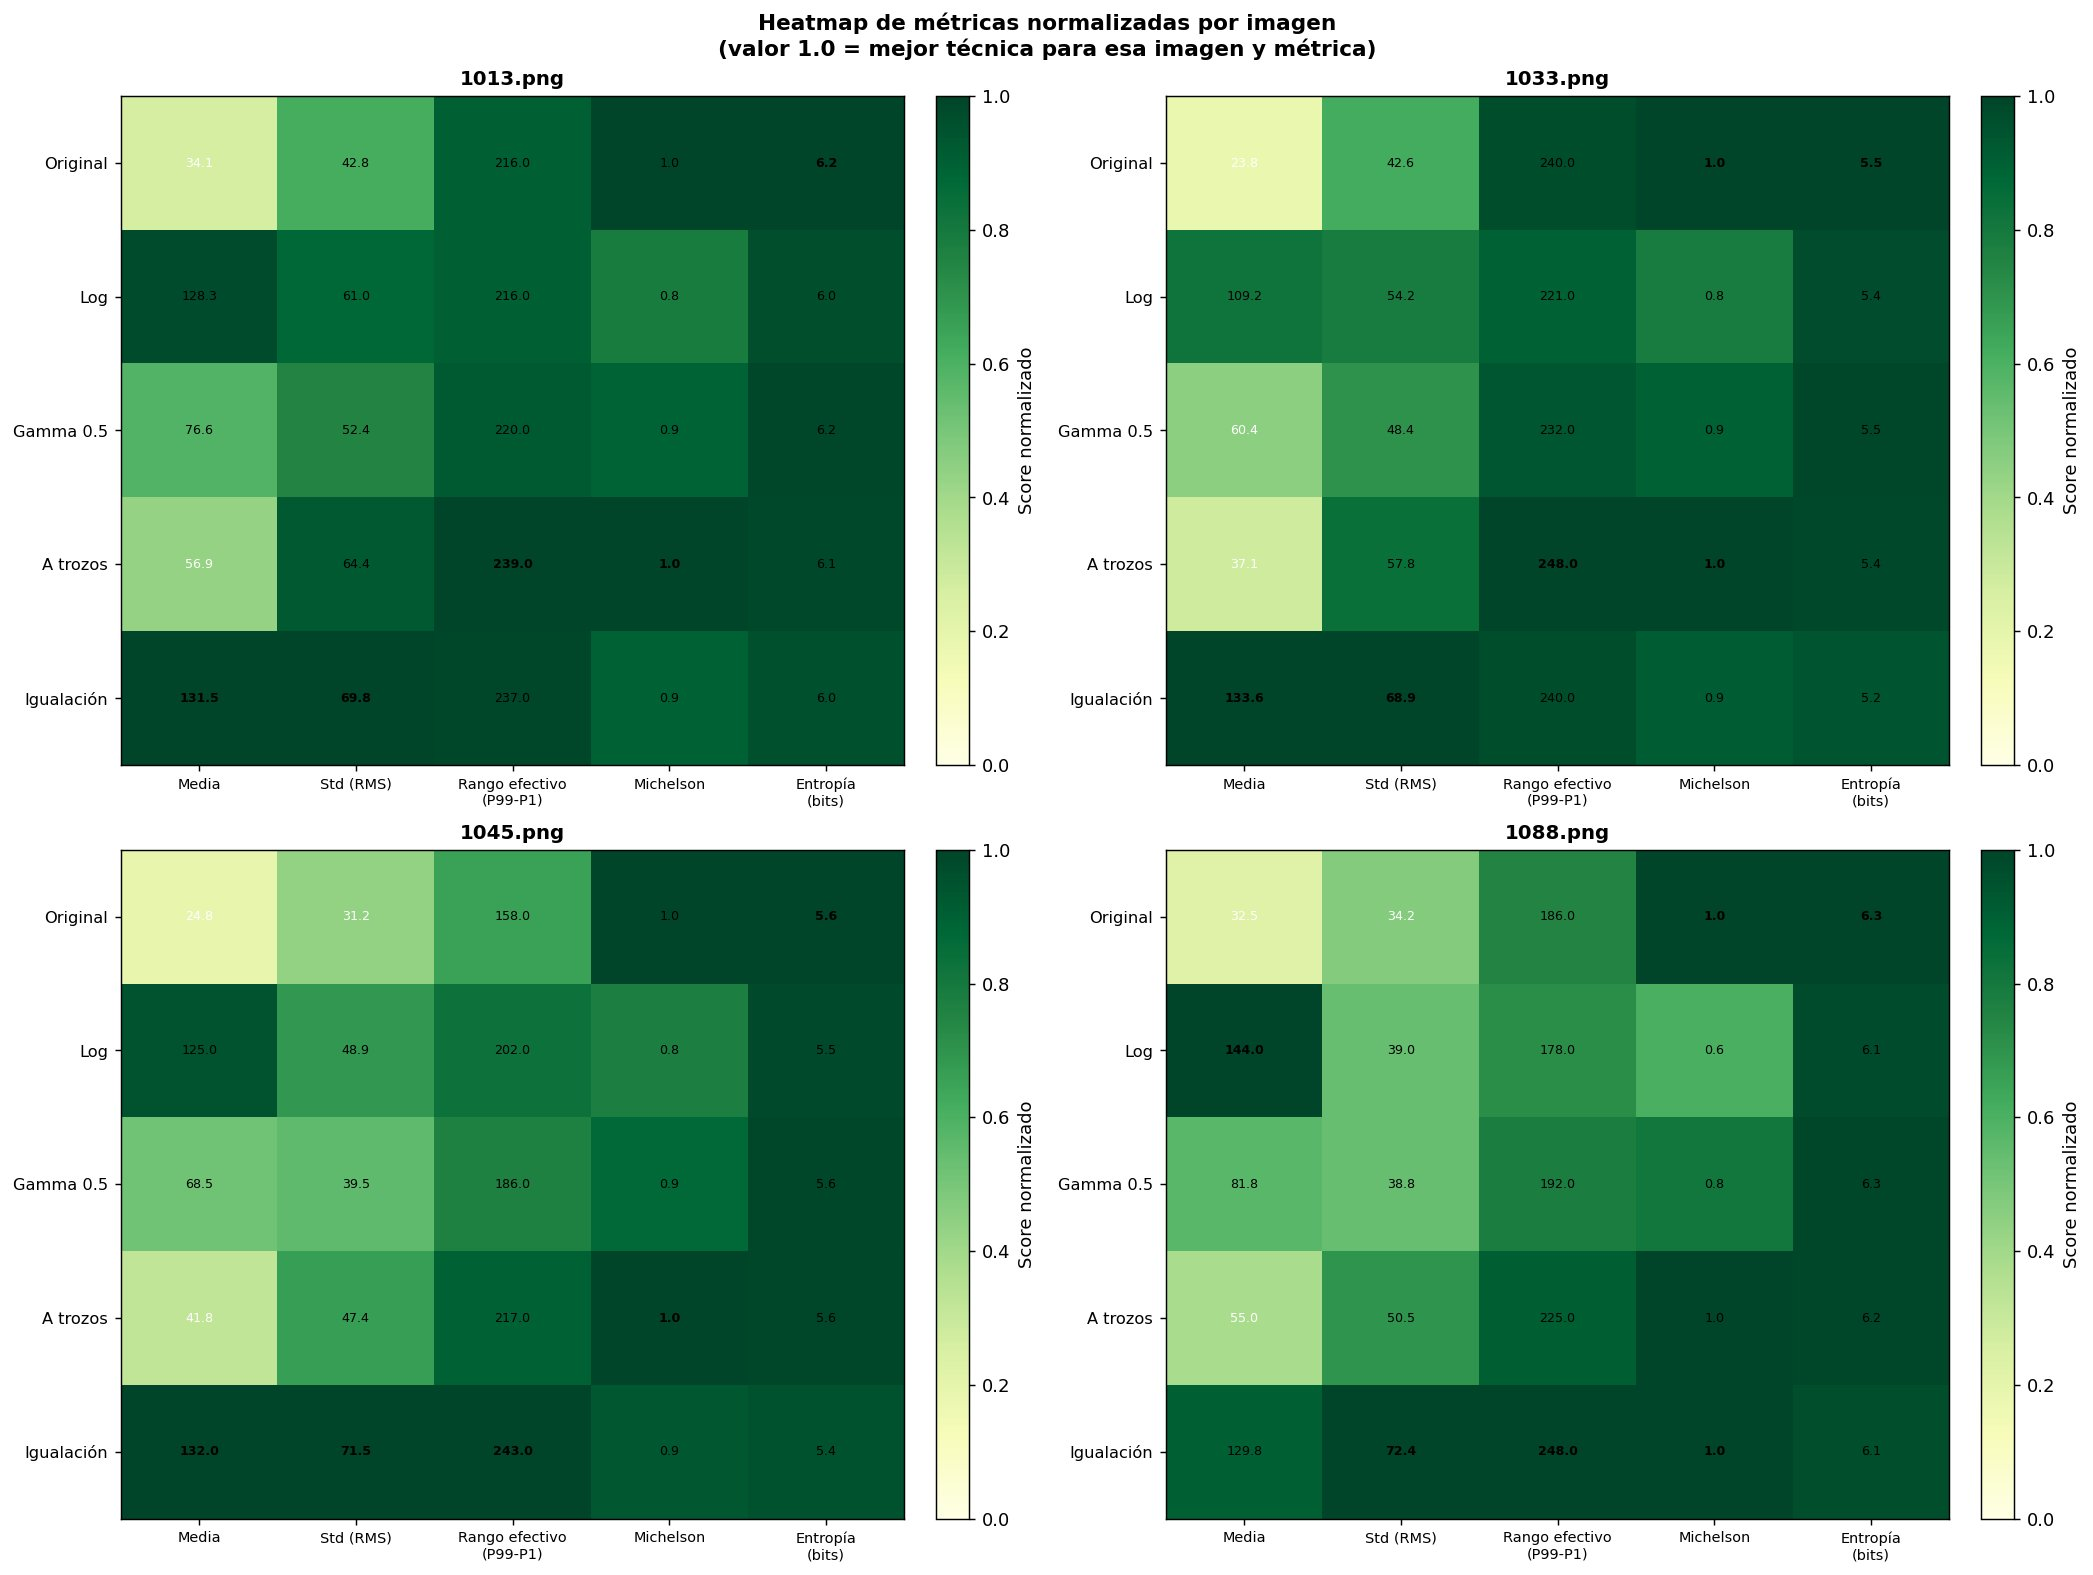 Heatmap de métricas normalizadas por imagen
(valor 1.0 = mejor técnica para esa imagen y métrica)
1013.png
Original 34.1 42.8 216.0 1.0 6.2
Log 128.3 61.0 216.0 0.8 6.0
Gamma 0.5 76.6 52.4 220.0 0.9 6.2
A trozos 56.9 64.4 239.0 1.0 6.1
Igualación 131.5 69.8 237.0 0.9 6.0
Media Std (RMS) Rango efectivo Michelson Entropía
(P99-P1) (bits)
1.0
0.8
0.6
0.4
0.2
0.0
Score normalizado
1033.png
Original 23.8 42.6 240.0 1.0 5.5
Log 109.2 54.2 221.0 0.8 5.4
Gamma 0.5 60.4 48.4 232.0 0.9 5.5
A trozos 37.1 57.8 248.0 1.0 5.4
Igualación 133.6 68.9 240.0 0.9 5.2
Media Std (RMS) Rango efectivo Michelson Entropía
(P99-P1) (bits)
1.0
0.8
0.6
0.4
0.2
0.0
Score normalizado
1045.png
Original 24.8 31.2 158.0 1.0 5.6
Log 125.0 48.9 202.0 0.8 5.5
Gamma 0.5 68.5 39.5 186.0 0.9 5.6
A trozos 41.8 47.4 217.0 1.0 5.6
Igualación 132.0 71.5 243.0 0.9 5.4
Media Std (RMS) Rango efectivo Michelson Entropía
(P99-P1) (bits)
1.0
0.8
0.6
0.4
0.2
0.0
Score normalizado
1088.png
Original 32.5 34.2 186.0 1.0 6.3
Log 144.0 39.0 178.0 0.6 6.1
Gamma 0.5 81.8 38.8 192.0 0.8 6.3
A trozos 55.0 50.5 225.0 1.0 6.2
Igualación 129.8 72.4 248.0 1.0 6.1
Media Std (RMS) Rango efectivo Michelson Entropía
(P99-P1) (bits)
1.0
0.8
0.6
0.4
0.2
0.0
Score normalizado